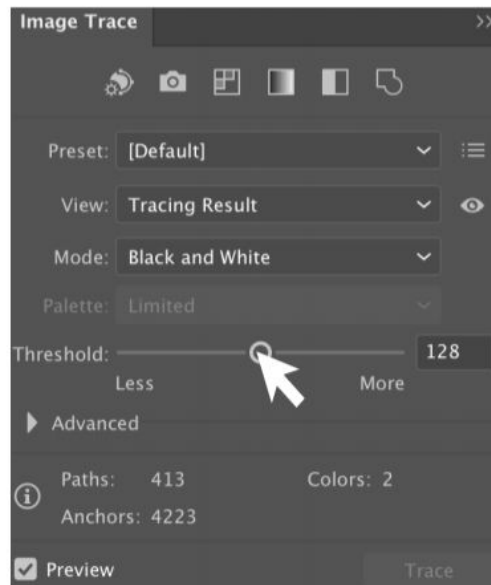 Image Trace
Preset: [Default]
View: Tracing Result
Mode: Black and White
Palette: Limited
Threshold: 128
Less More
Advanced
Paths: 413 Colors: 2
Anchors: 4223
Preview Trace